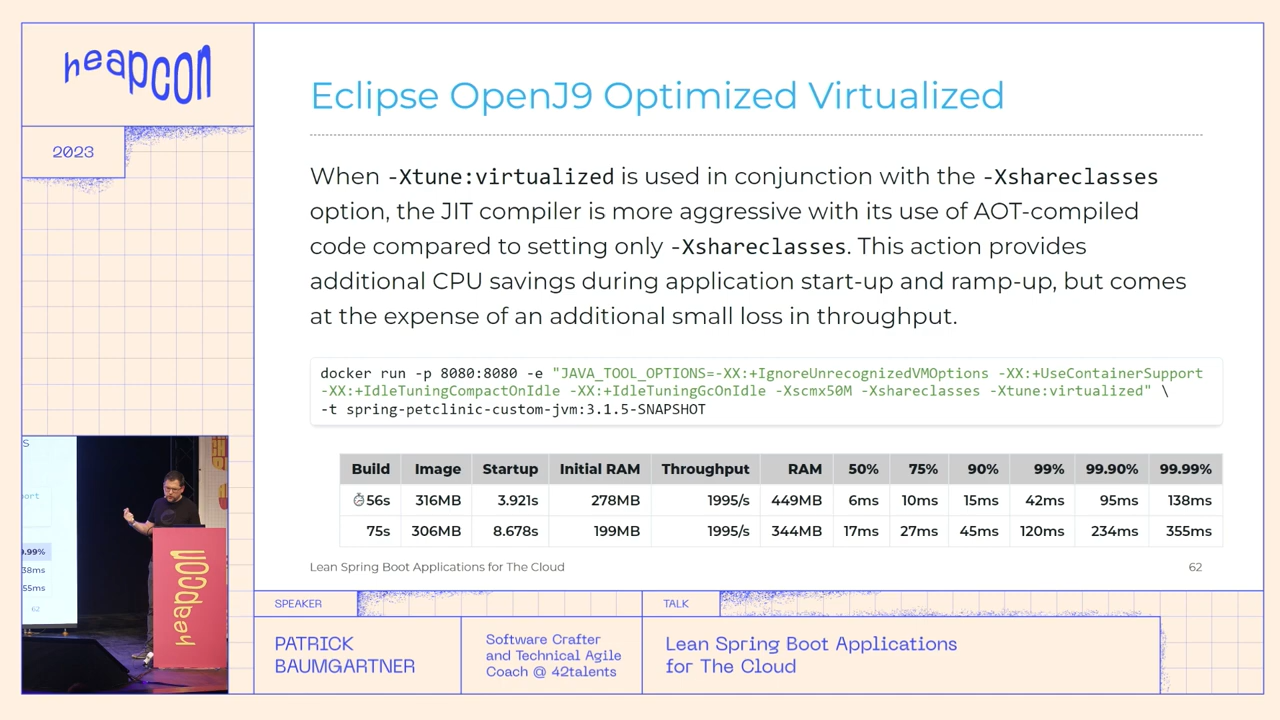 heapcon
2023
Eclipse OpenJ9 Optimized Virtualized
When -Xtune:virtualized is used in conjunction with the -Xshareclasses
option, the JIT compiler is more aggressive with its use of AOT-compiled
code compared to setting only -Xshareclasses. This action provides
additional CPU savings during application start-up and ramp-up, but comes
at the expense of an additional small loss in throughput.
docker run -p 8080:8080 -e "JAVA_TOOL_OPTIONS=-XX:+IgnoreUnrecognizedVMOptions -XX:+UseContainerSupport
-XX:+IdleTuningCompactOnIdle -XX:+IdleTuningGcOnIdle -Xscmx50M -Xshareclasses -Xtune:virtualized" \
-t spring-petclinic-custom-jvm:3.1.5-SNAPSHOT
Build Image Startup Initial RAM Throughput RAM 50% 75% 90% 99% 99.90% 99.99%
⏱56s 316MB 3.921s 278MB 1995/s 449MB 6ms 10ms 15ms 42ms 95ms 138ms
75s 306MB 8.678s 199MB 1995/s 344MB 17ms 27ms 45ms 120ms 234ms 355ms
Lean Spring Boot Applications for The Cloud 62
S
ort
9.99%
38ms
55ms
62
heapcon
SPEAKER
PATRICK
BAUMGARTNER
Software Crafter
and Technical Agile
Coach @ 42talents
TALK
Lean Spring Boot Applications
for The Cloud